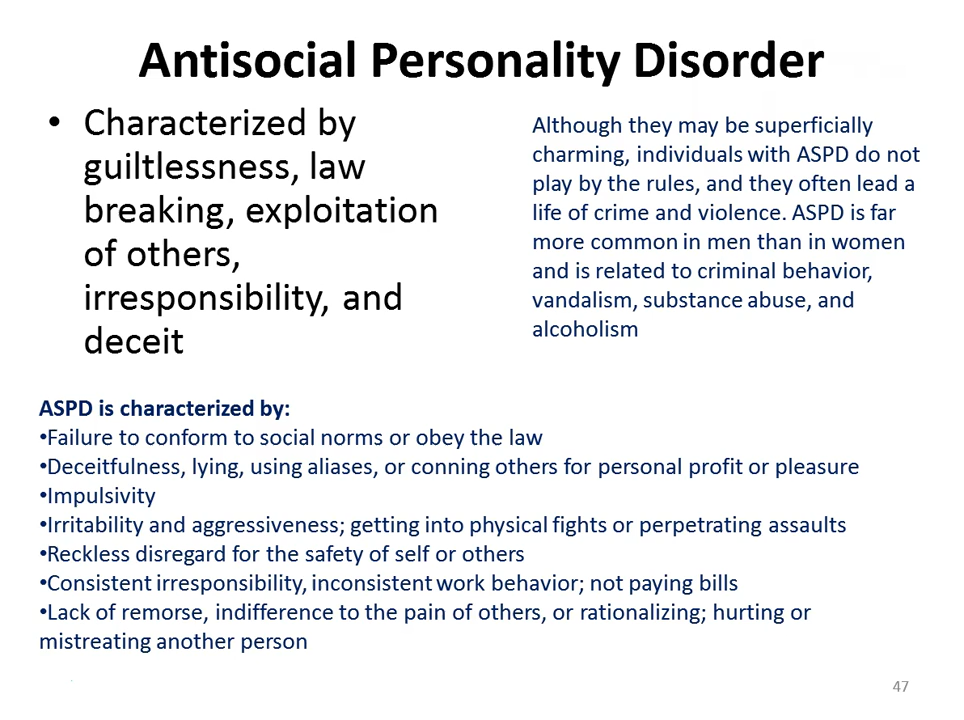 Antisocial Personality Disorder
• Characterized by
guiltlessness, law
breaking, exploitation
of others,
irresponsibility, and
deceit
Although they may be superficially
charming, individuals with ASPD do not
play by the rules, and they often lead a
life of crime and violence. ASPD is far
more common in men than in women
and is related to criminal behavior,
vandalism, substance abuse, and
alcoholism
ASPD is characterized by:
•Failure to conform to social norms or obey the law
•Deceitfulness, lying, using aliases, or conning others for personal profit or pleasure
•Impulsivity
•Irritability and aggressiveness; getting into physical fights or perpetrating assaults
•Reckless disregard for the safety of self or others
•Consistent irresponsibility, inconsistent work behavior; not paying bills
•Lack of remorse, indifference to the pain of others, or rationalizing; hurting or
mistreating another person
47